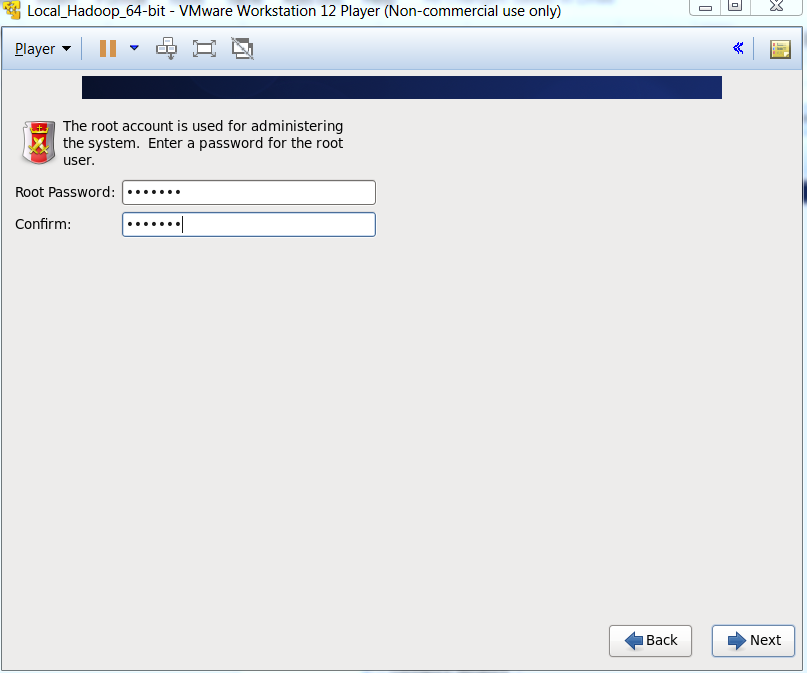 Local_Hadoop_64-bit - VMware Workstation 12 Player (Non-commercial use only)
Player
The root account is used for administering
the system.  Enter a password for the root
user.
Root Password: •••••••
Confirm: •••••••
Back Next